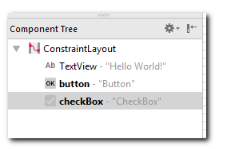 Component Tree
ConstraintLayout
Ab TextView - "Hello World!"
OK button - "Button"
checkBox - "CheckBox"